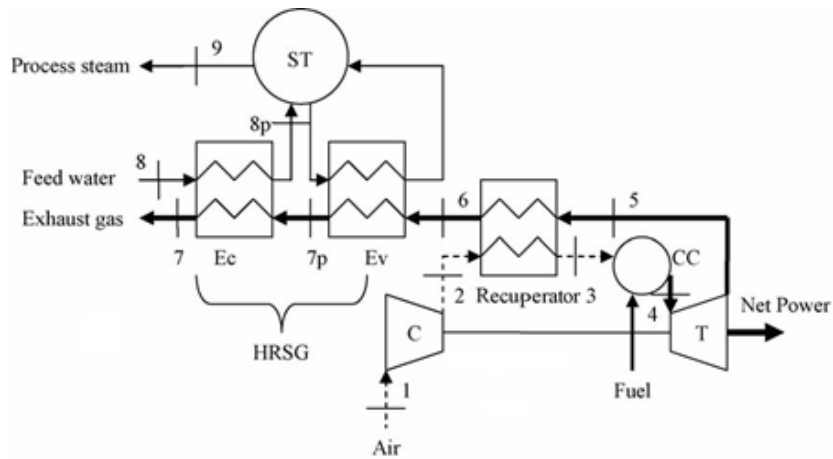 9
Process steam
ST
8p
8
Feed water
6
5
Exhaust gas
7
Ec
7p
Ev
CC
2
Recuperator 3
4
Net Power
HRSG
C
T
1
Fuel
Air